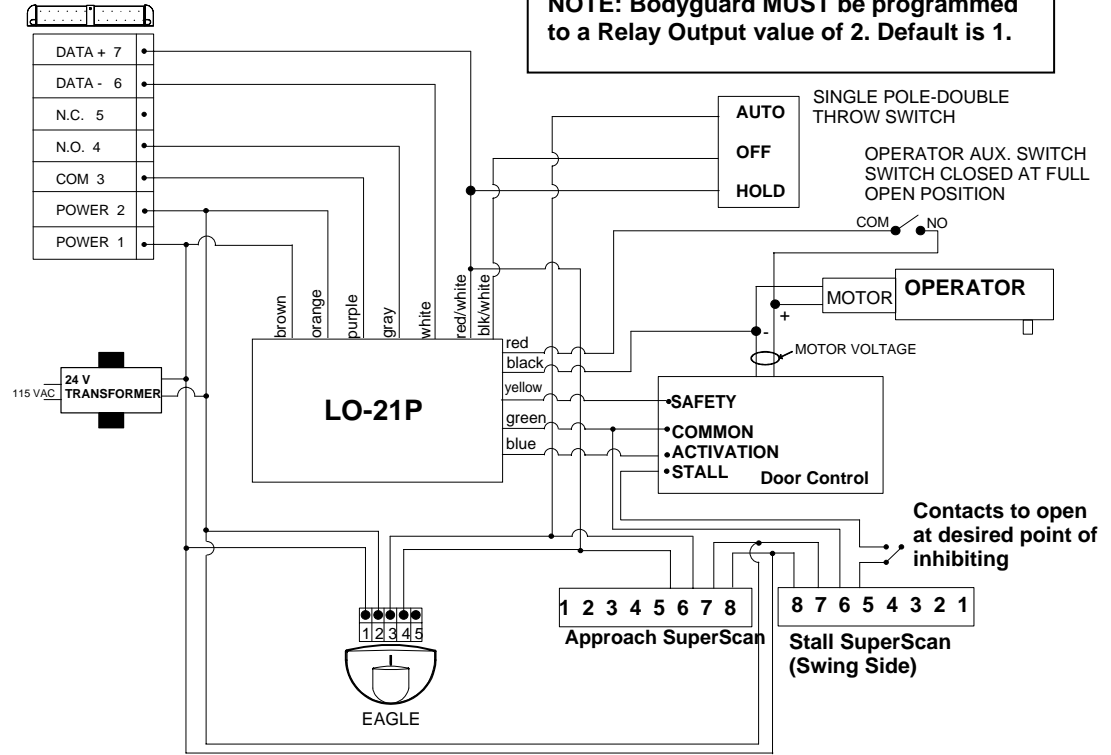 NOTE: Bodyguard MUST be programmed
to a Relay Output value of 2. Default is 1.
DATA + 7
DATA - 6
N.C. 5
N.O. 4
COM 3
POWER 2
POWER 1
AUTO
OFF
HOLD
SINGLE POLE-DOUBLE
THROW SWITCH
OPERATOR AUX. SWITCH
SWITCH CLOSED AT FULL
OPEN POSITION
COM
NO
OPERATOR
MOTOR
+
-
MOTOR VOLTAGE
brown
orange
purple
gray
white
red/white
blk/white
red
black
yellow
green
blue
LO-21P
115 VAC
24 V
TRANSFORMER
SAFETY
COMMON
ACTIVATION
STALL
Door Control
Contacts to open
at desired point of
inhibiting
1 2 3 4 5 6 7 8
Approach SuperScan
8 7 6 5 4 3 2 1
Stall SuperScan
(Swing Side)
1 2 3 4 5
EAGLE